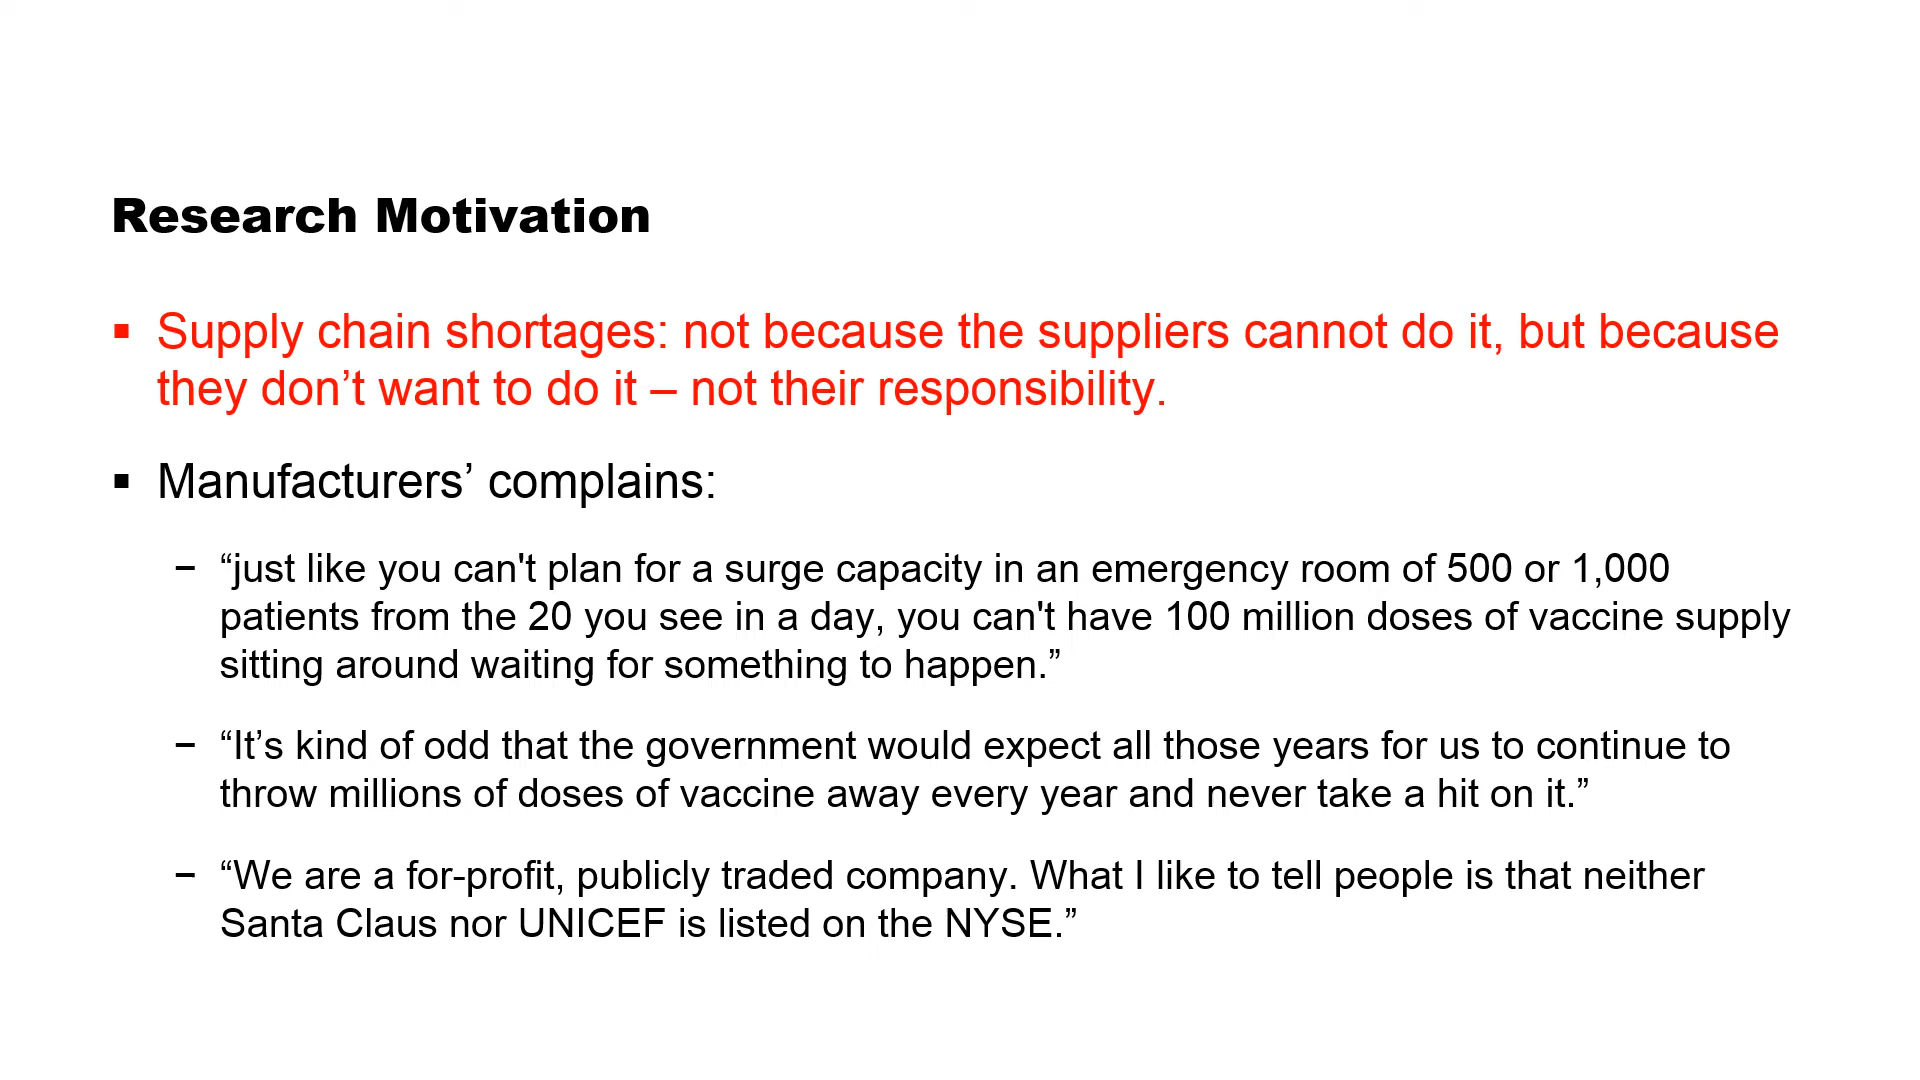 Research Motivation
▪ Supply chain shortages: not because the suppliers cannot do it, but because
they don’t want to do it – not their responsibility.
▪ Manufacturers’ complains:
− “just like you can't plan for a surge capacity in an emergency room of 500 or 1,000
patients from the 20 you see in a day, you can't have 100 million doses of vaccine supply
sitting around waiting for something to happen.”
− “It’s kind of odd that the government would expect all those years for us to continue to
throw millions of doses of vaccine away every year and never take a hit on it.”
− “We are a for-profit, publicly traded company. What I like to tell people is that neither
Santa Claus nor UNICEF is listed on the NYSE.”